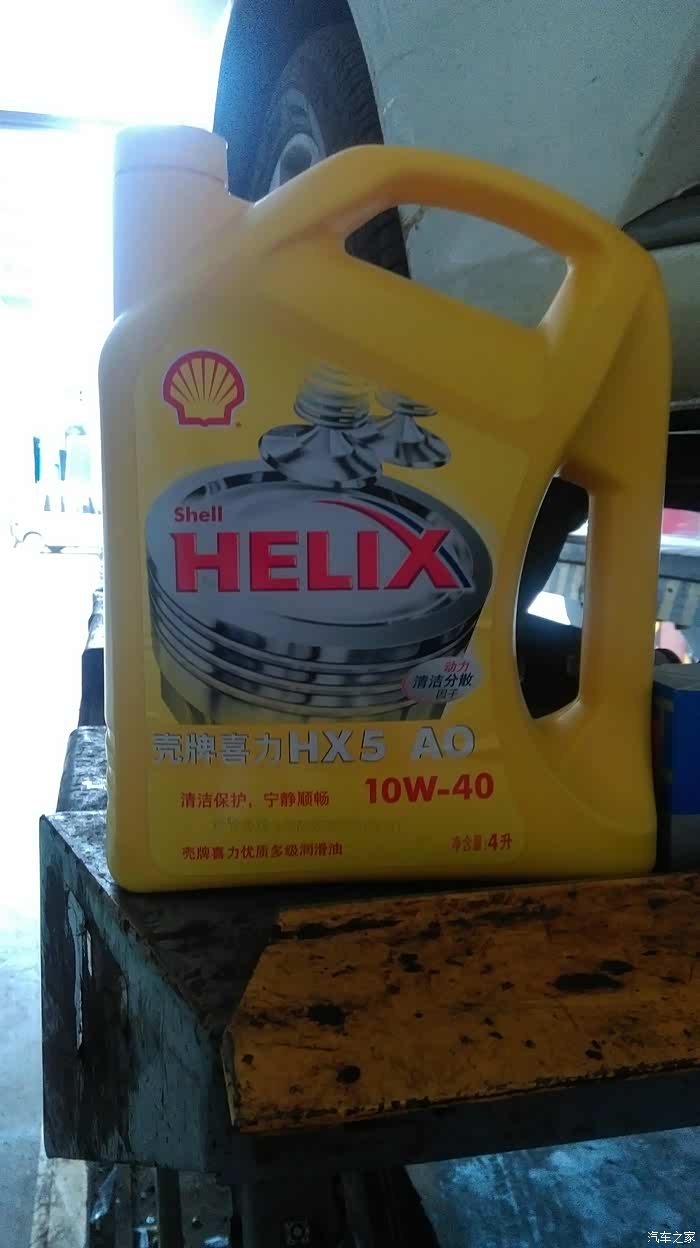 Shell
HELIX
动力
清洁分散
因子
壳牌喜力HX5 AO
清洁保护，宁静顺畅
10W-40
壳牌喜力优质多级润滑油
净含量:4升
汽车之家